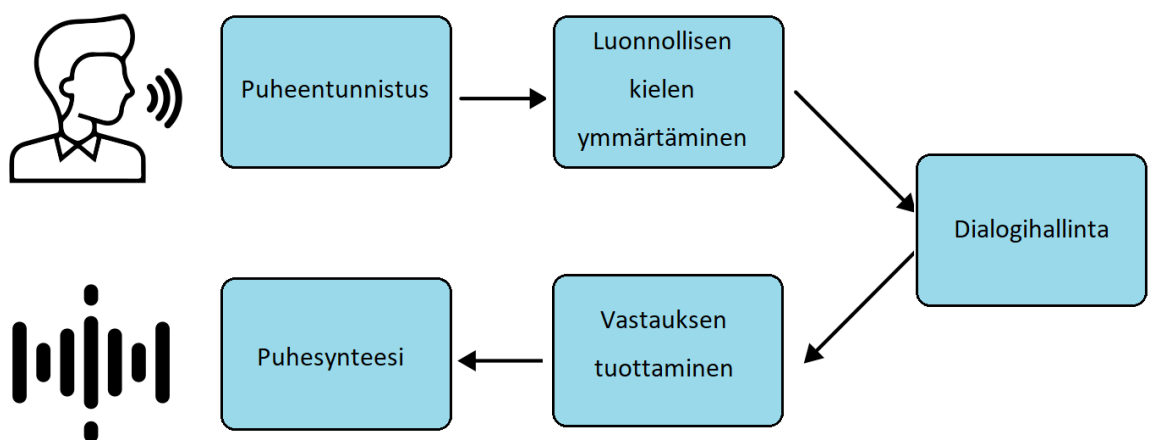 Puheentunnistus
Luonnollisen
kielen
ymmärtäminen
Dialogihallinta
Vastauksen
tuottaminen
Puhesynteesi